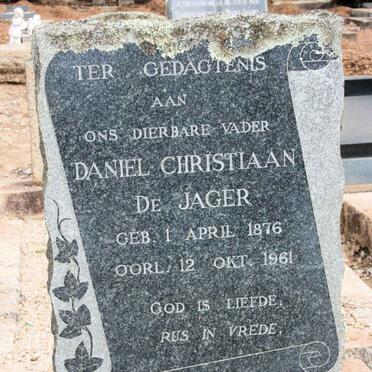 TER GEDAGTENIS
AAN
ONS DIERBARE VADER
DANIEL CHRISTIAAN
DE JAGER
GEB. 1 APRIL 1876
OORL. 12 OKT. 1961
GOD IS LIEFDE.
RUS IN VREDE.